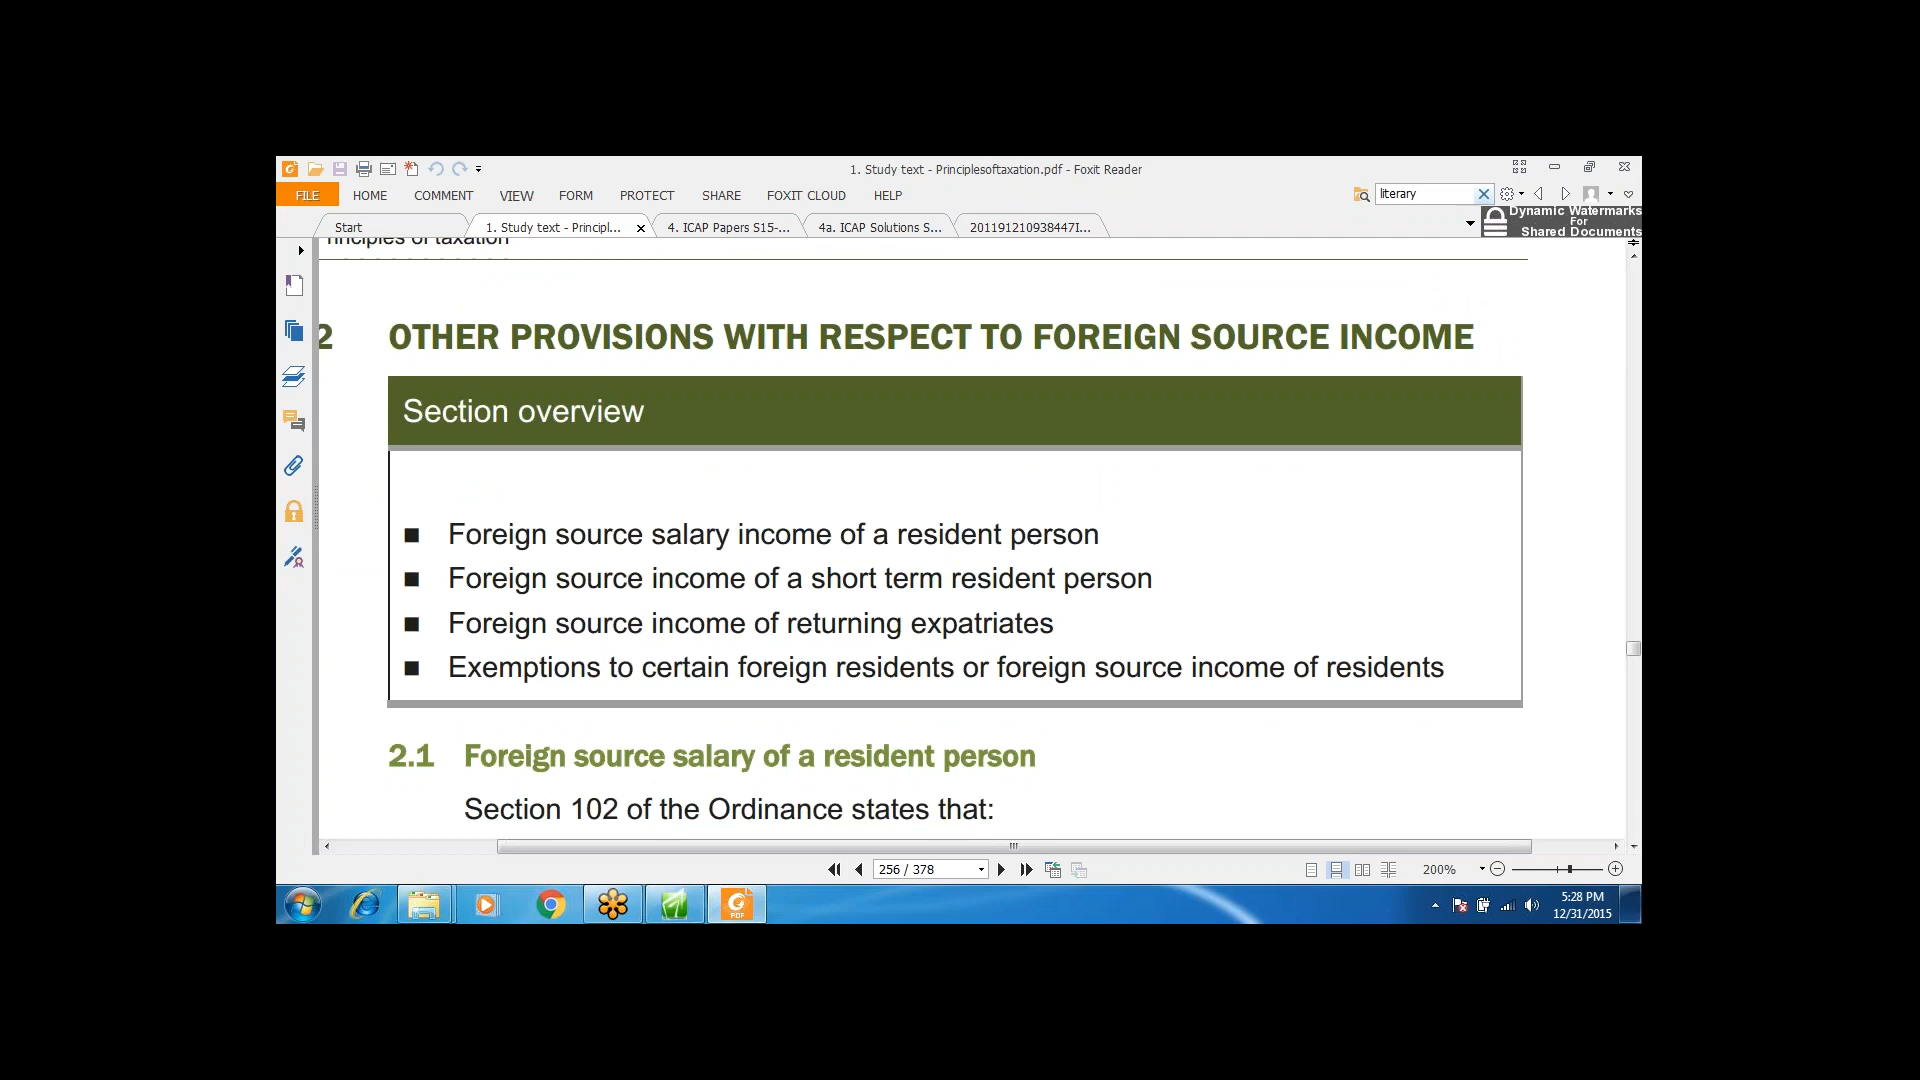 1. Study text - Principlesoftaxation.pdf - Foxit Reader
FILE HOME COMMENT VIEW FORM PROTECT SHARE FOXIT CLOUD HELP
literary
Start 1. Study text - Principl... 4. ICAP Papers S15-... 4a. ICAP Solutions S... 201191210938447I...
Dynamic Watermarks
For
Shared Documents
rinciples of taxation
2 OTHER PROVISIONS WITH RESPECT TO FOREIGN SOURCE INCOME
Section overview
■ Foreign source salary income of a resident person
■ Foreign source income of a short term resident person
■ Foreign source income of returning expatriates
■ Exemptions to certain foreign residents or foreign source income of residents
2.1 Foreign source salary of a resident person
Section 102 of the Ordinance states that:
256 / 378
200%
5:28 PM
12/31/2015